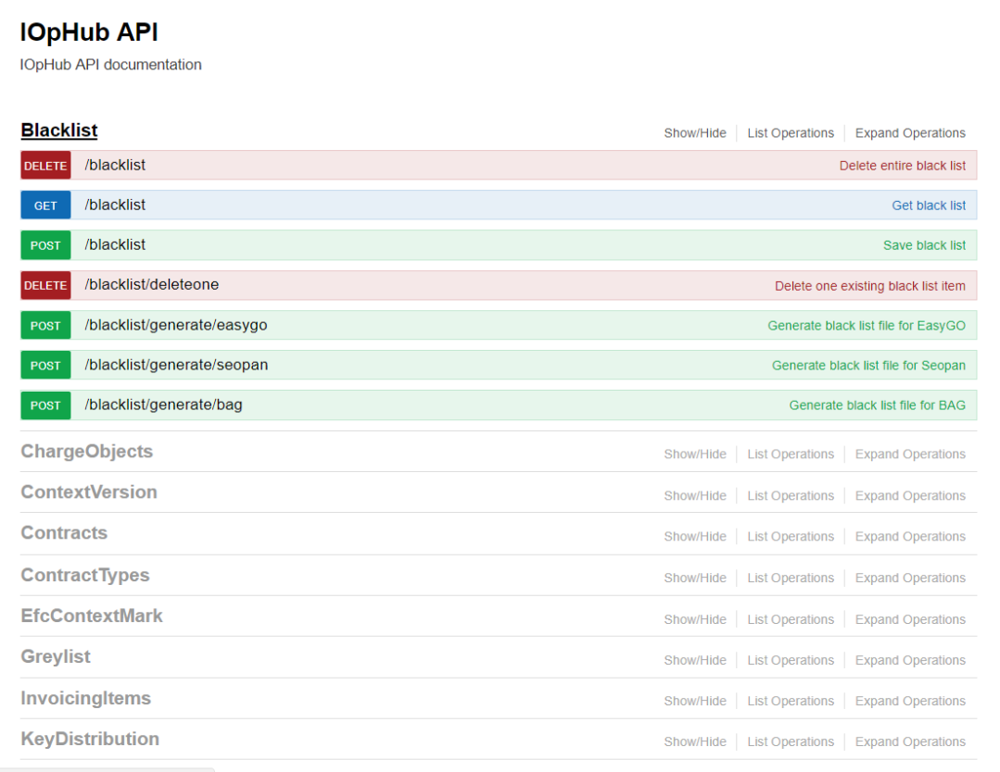 IOpHub API
IOpHub API documentation
Blacklist Show/Hide List Operations Expand Operations
DELETE /blacklist Delete entire black list
GET /blacklist Get black list
POST /blacklist Save black list
DELETE /blacklist/deleteone Delete one existing black list item
POST /blacklist/generate/easygo Generate black list file for EasyGO
POST /blacklist/generate/seopan Generate black list file for Seopan
POST /blacklist/generate/bag Generate black list file for BAG
ChargeObjects Show/Hide List Operations Expand Operations
ContextVersion Show/Hide List Operations Expand Operations
Contracts Show/Hide List Operations Expand Operations
ContractTypes Show/Hide List Operations Expand Operations
EfcContextMark Show/Hide List Operations Expand Operations
Greylist Show/Hide List Operations Expand Operations
InvoicingItems Show/Hide List Operations Expand Operations
KeyDistribution Show/Hide List Operations Expand Operations